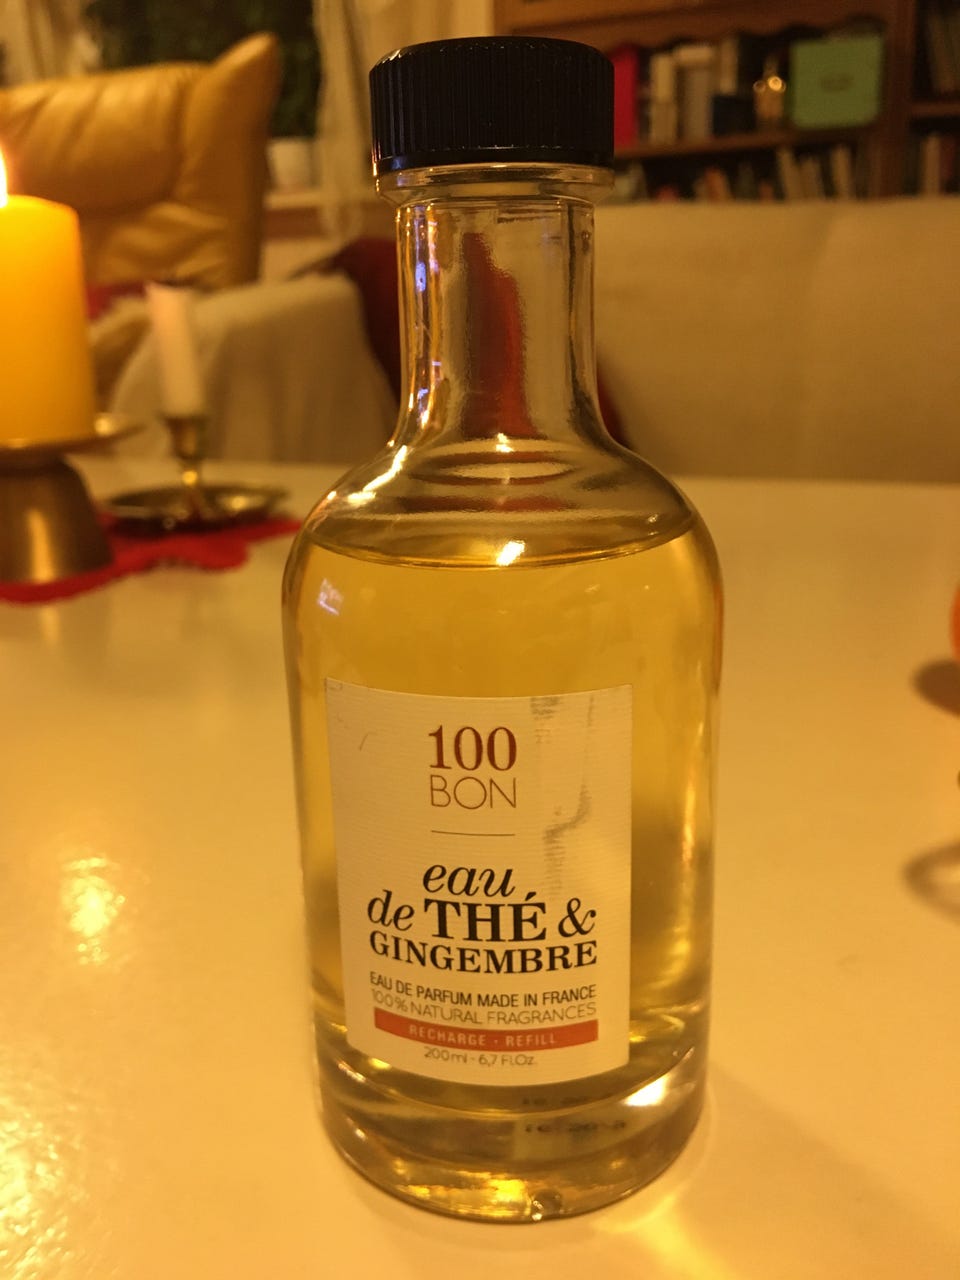 100
BON
eau
de THÉ &
GINGEMBRE
EAU DE PARFUM MADE IN FRANCE
100% NATURAL FRAGRANCES
RECHARGE • REFILL
200ml - 6,7 Fl.Oz.